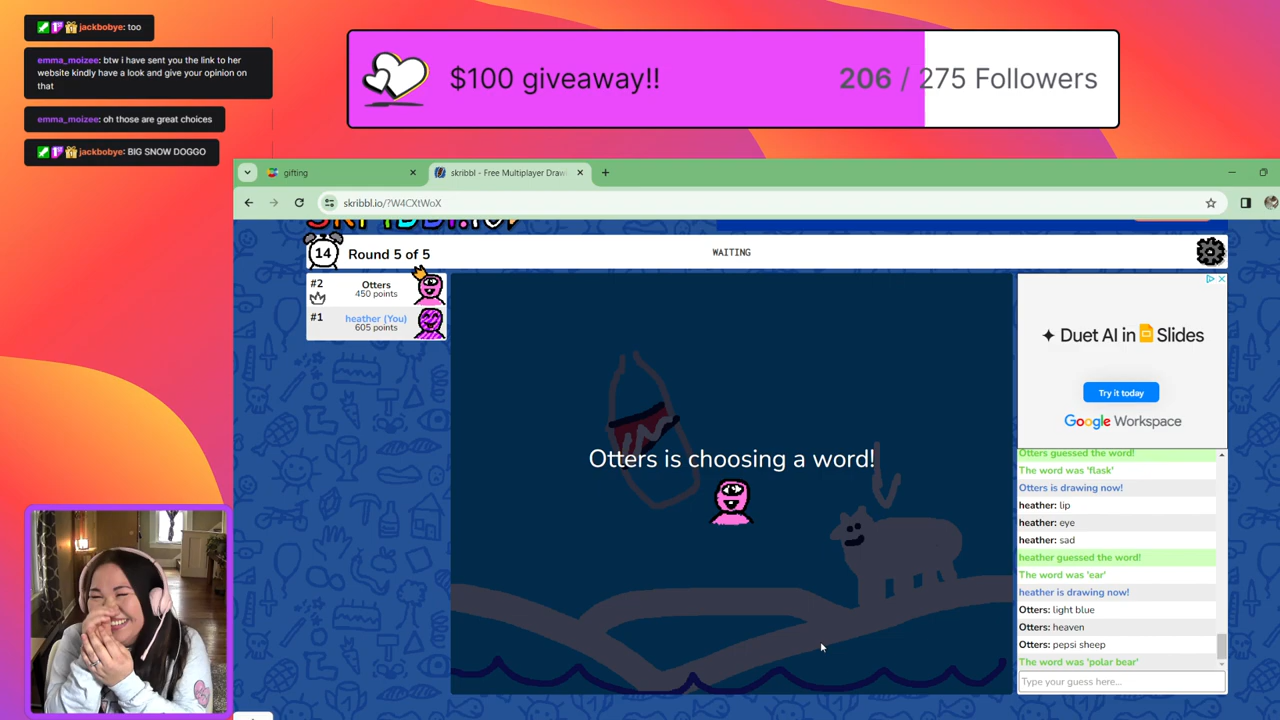 jackbobye: too
emma_moizee: btw i have sent you the link to her
website kindly have a look and give your opinion on
that
emma_moizee: oh those are great choices
jackbobye: BIG SNOW DOGGO
$100 giveaway!!
206 / 275 Followers
gifting
skribbl - Free Multiplayer Draw
skribbl.io/?W4CXtWoX
14
Round 5 of 5
WAITING
#2
Otters
450 points
#1
heather (You)
605 points
Otters is choosing a word!
Duet AI in Slides
Try it today
Google Workspace
Otters guessed the word!
The word was 'flask'
Otters is drawing now!
heather: lip
heather: eye
heather: sad
heather guessed the word!
The word was 'ear'
heather is drawing now!
Otters: light blue
Otters: heaven
Otters: pepsi sheep
The word was 'polar bear'
Type your guess here...